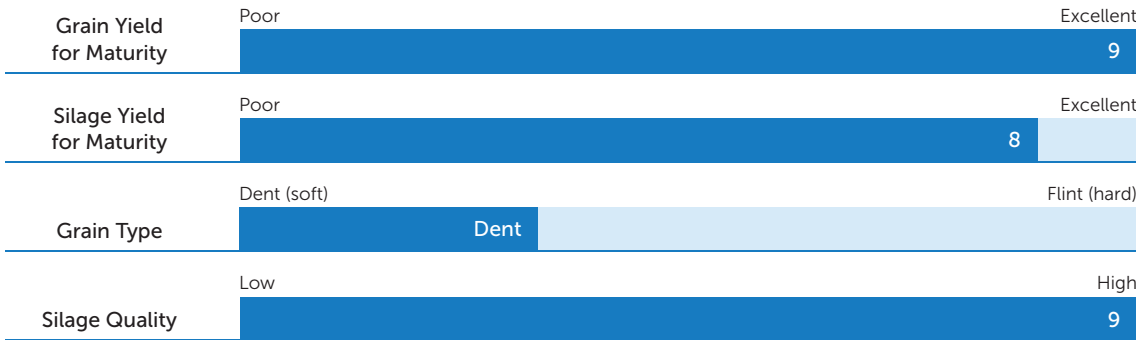 Grain Yield
for Maturity
Poor Excellent
9
Silage Yield
for Maturity
Poor Excellent
8
Grain Type
Dent (soft) Flint (hard)
Dent
Silage Quality
Low High
9